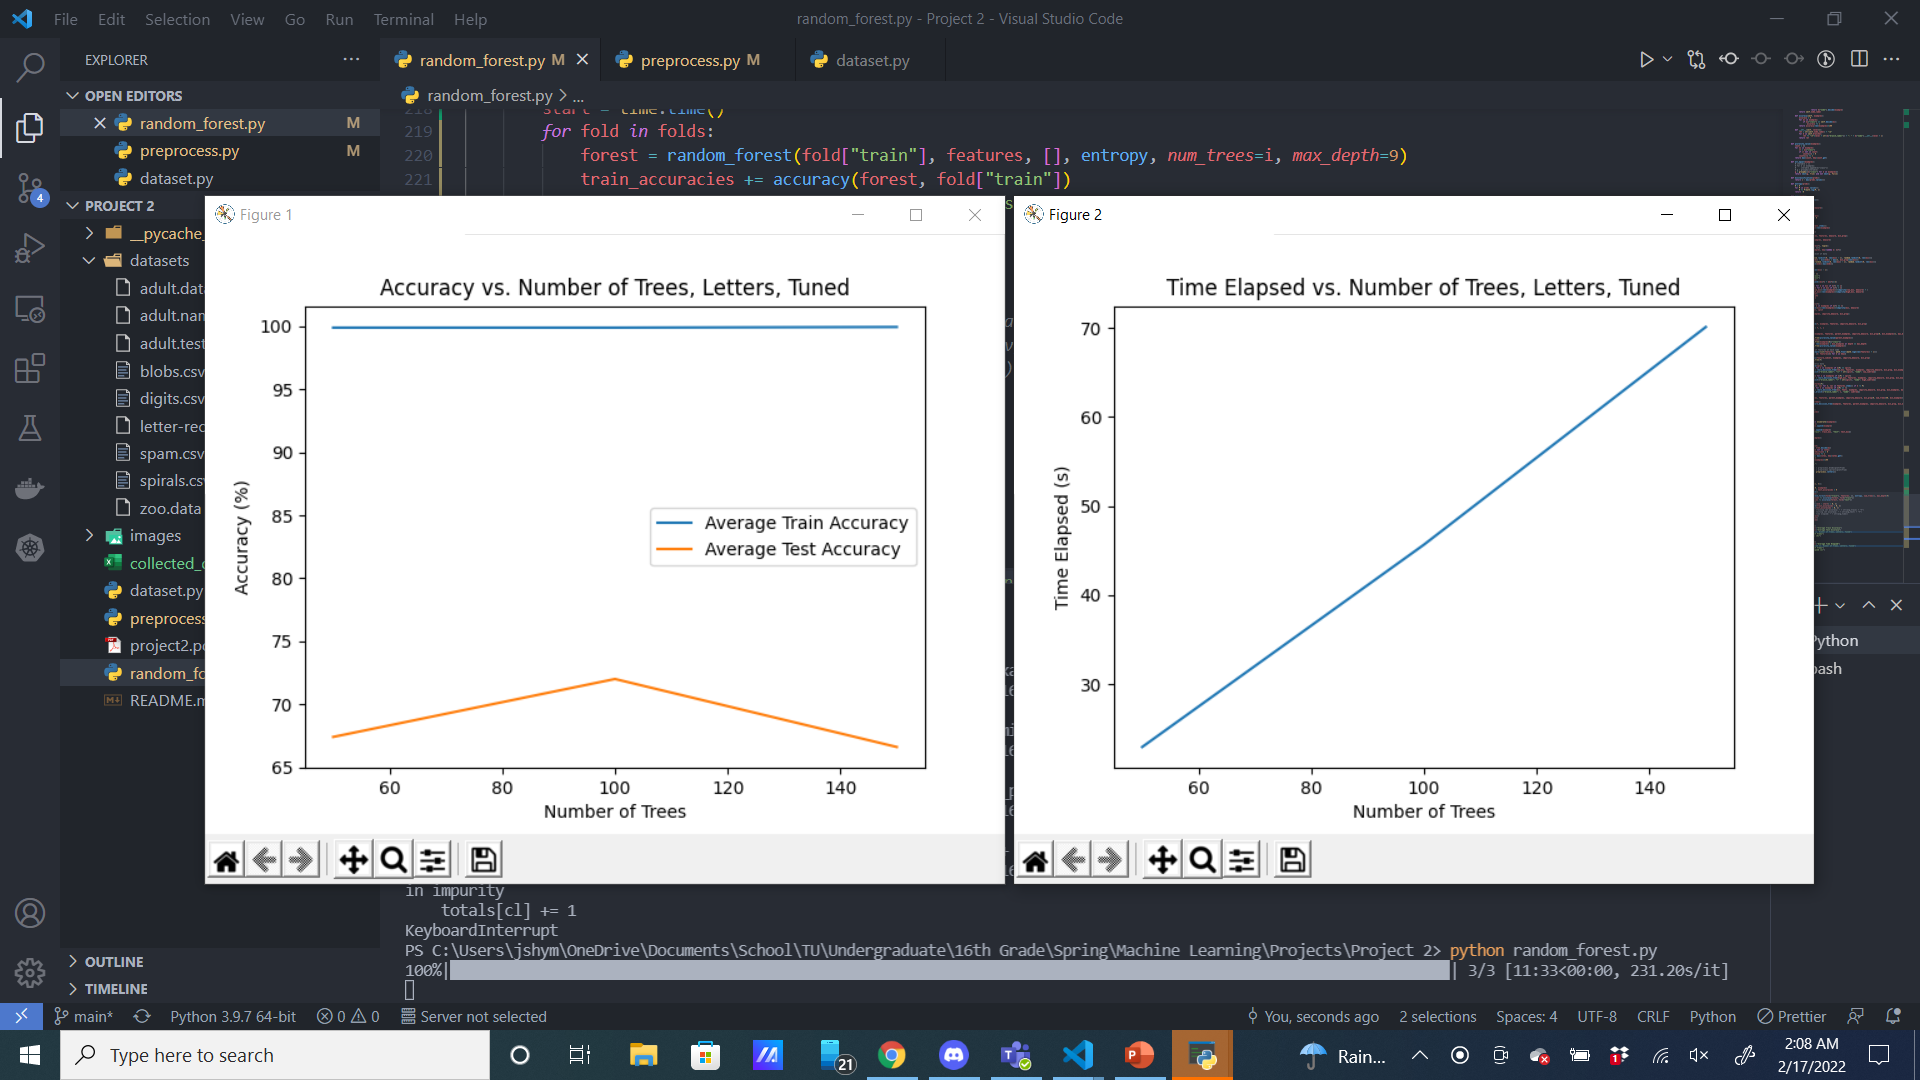 File Edit Selection View Go Run Terminal Help
random_forest.py - Project 2 - Visual Studio Code
EXPLORER
random_forest.py M
preprocess.py M
dataset.py
OPEN EDITORS
random_forest.py M
preprocess.py M
dataset.py
4
PROJECT 2
__pycache_
datasets
adult.dat
adult.nam
adult.test
blobs.csv
digits.csv
letter-rec
spam.csv
spirals.cs
zoo.data
images
collected_
dataset.py
preprocess
project2.p
random_fo
README.m
OUTLINE
TIMELINE
random_forest.py > ...
218 start = time.time()
219 for fold in folds:
220 forest = random_forest(fold["train"], features, [], entropy, num_trees=i, max_depth=9)
221 train_accuracies += accuracy(forest, fold["train"])
Figure 1
Accuracy vs. Number of Trees, Letters, Tuned
Accuracy (%)
100
95
90
85
80
75
70
65
Average Train Accuracy
Average Test Accuracy
60 80 100 120 140
Number of Trees
Figure 2
Time Elapsed vs. Number of Trees, Letters, Tuned
Time Elapsed (s)
70
60
50
40
30
60 80 100 120 140
Number of Trees
Python
bash
in impurity
totals[cl] += 1
KeyboardInterrupt
PS C:\Users\jshym\OneDrive\Documents\School\TU\Undergraduate\16th Grade\Spring\Machine Learning\Projects\Project 2> python random_forest.py
100%| | 3/3 [11:33<00:00, 231.20s/it]
main* Python 3.9.7 64-bit 0 0 Server not selected
You, seconds ago 2 selections Spaces: 4 UTF-8 CRLF Python Prettier
Type here to search
21
Rain...
1
2:08 AM
2/17/2022